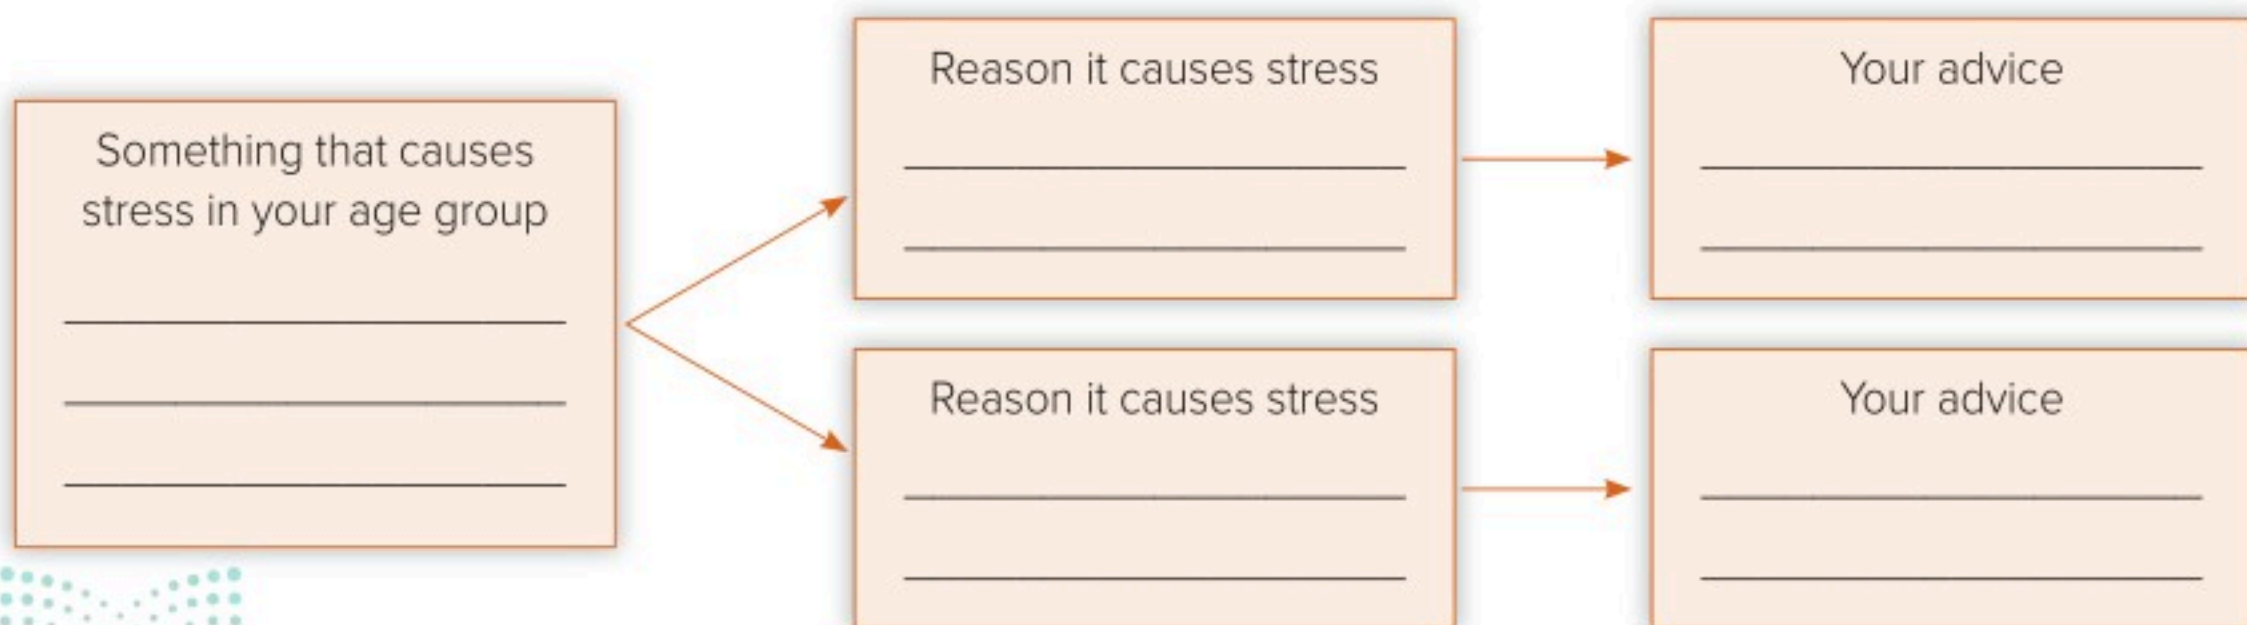 Something that causes
stress in your age group
Reason it causes stress
Your advice
Reason it causes stress
Your advice